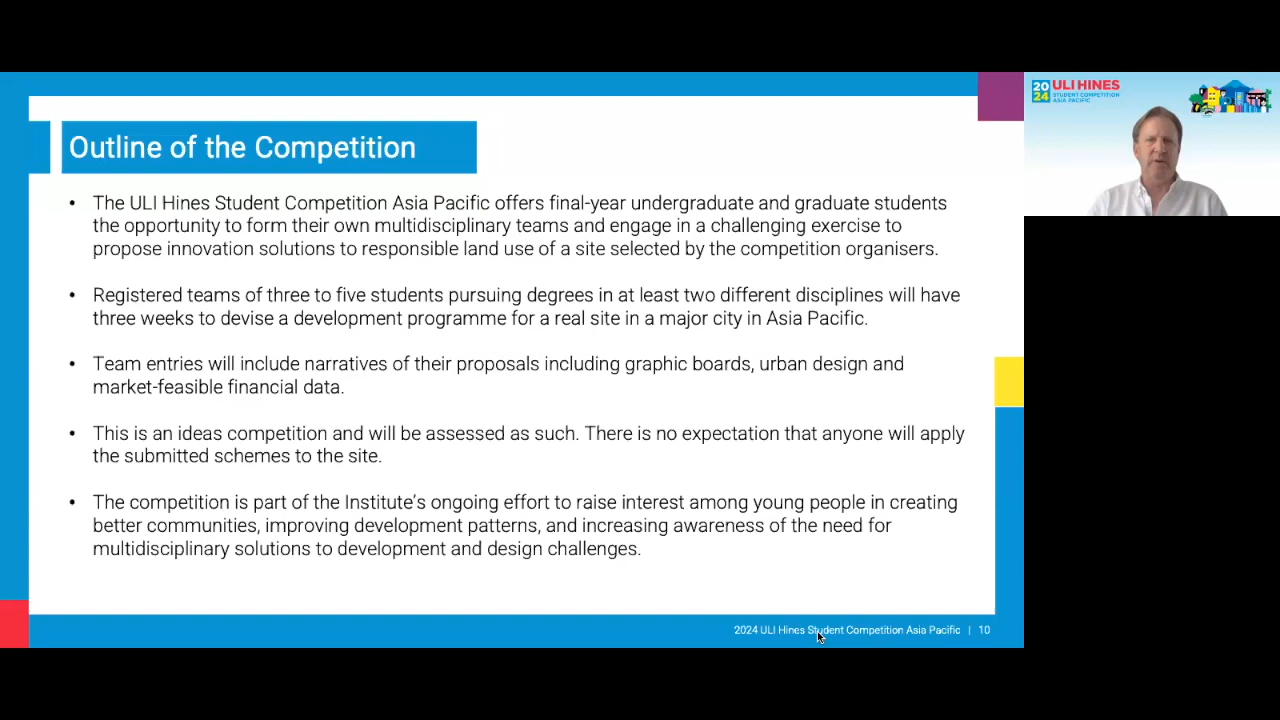 Outline of the Competition
• The ULI Hines Student Competition Asia Pacific offers final-year undergraduate and graduate students
the opportunity to form their own multidisciplinary teams and engage in a challenging exercise to
propose innovation solutions to responsible land use of a site selected by the competition organisers.
• Registered teams of three to five students pursuing degrees in at least two different disciplines will have
three weeks to devise a development programme for a real site in a major city in Asia Pacific.
• Team entries will include narratives of their proposals including graphic boards, urban design and
market-feasible financial data.
• This is an ideas competition and will be assessed as such. There is no expectation that anyone will apply
the submitted schemes to the site.
• The competition is part of the Institute's ongoing effort to raise interest among young people in creating
better communities, improving development patterns, and increasing awareness of the need for
multidisciplinary solutions to development and design challenges.
2024 ULI Hines Student Competition Asia Pacific | 10
20
24
ULI HINES
STUDENT COMPETITION
ASIA PACIFIC